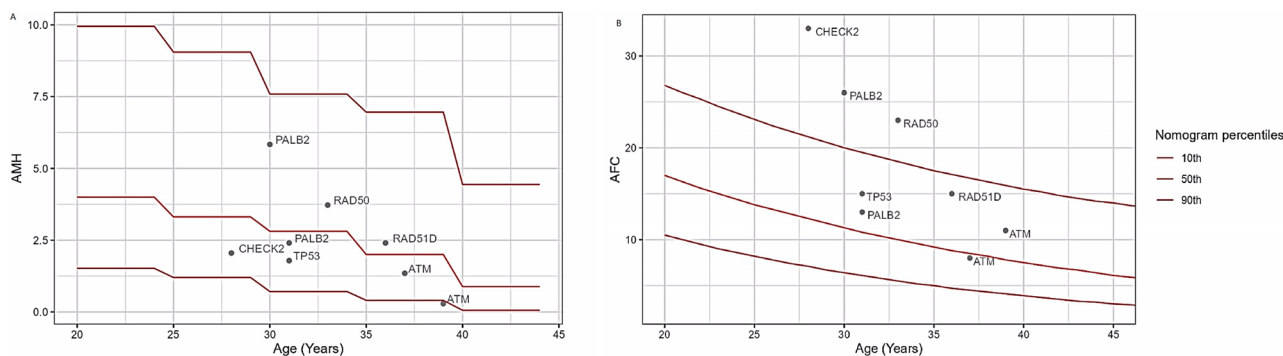 A
AMH
10.0
7.5
5.0
2.5
0.0
PALB2
RAD50
PALB2
CHECK2
TP53
RAD51D
ATM
ATM
20 25 30 35 40 45
Age (Years)
B
AFC
30
20
10
CHECK2
PALB2
RAD50
TP53
PALB2
RAD51D
ATM
ATM
20 25 30 35 40 45
Age (Years)
Nomogram percentiles
10th
50th
90th